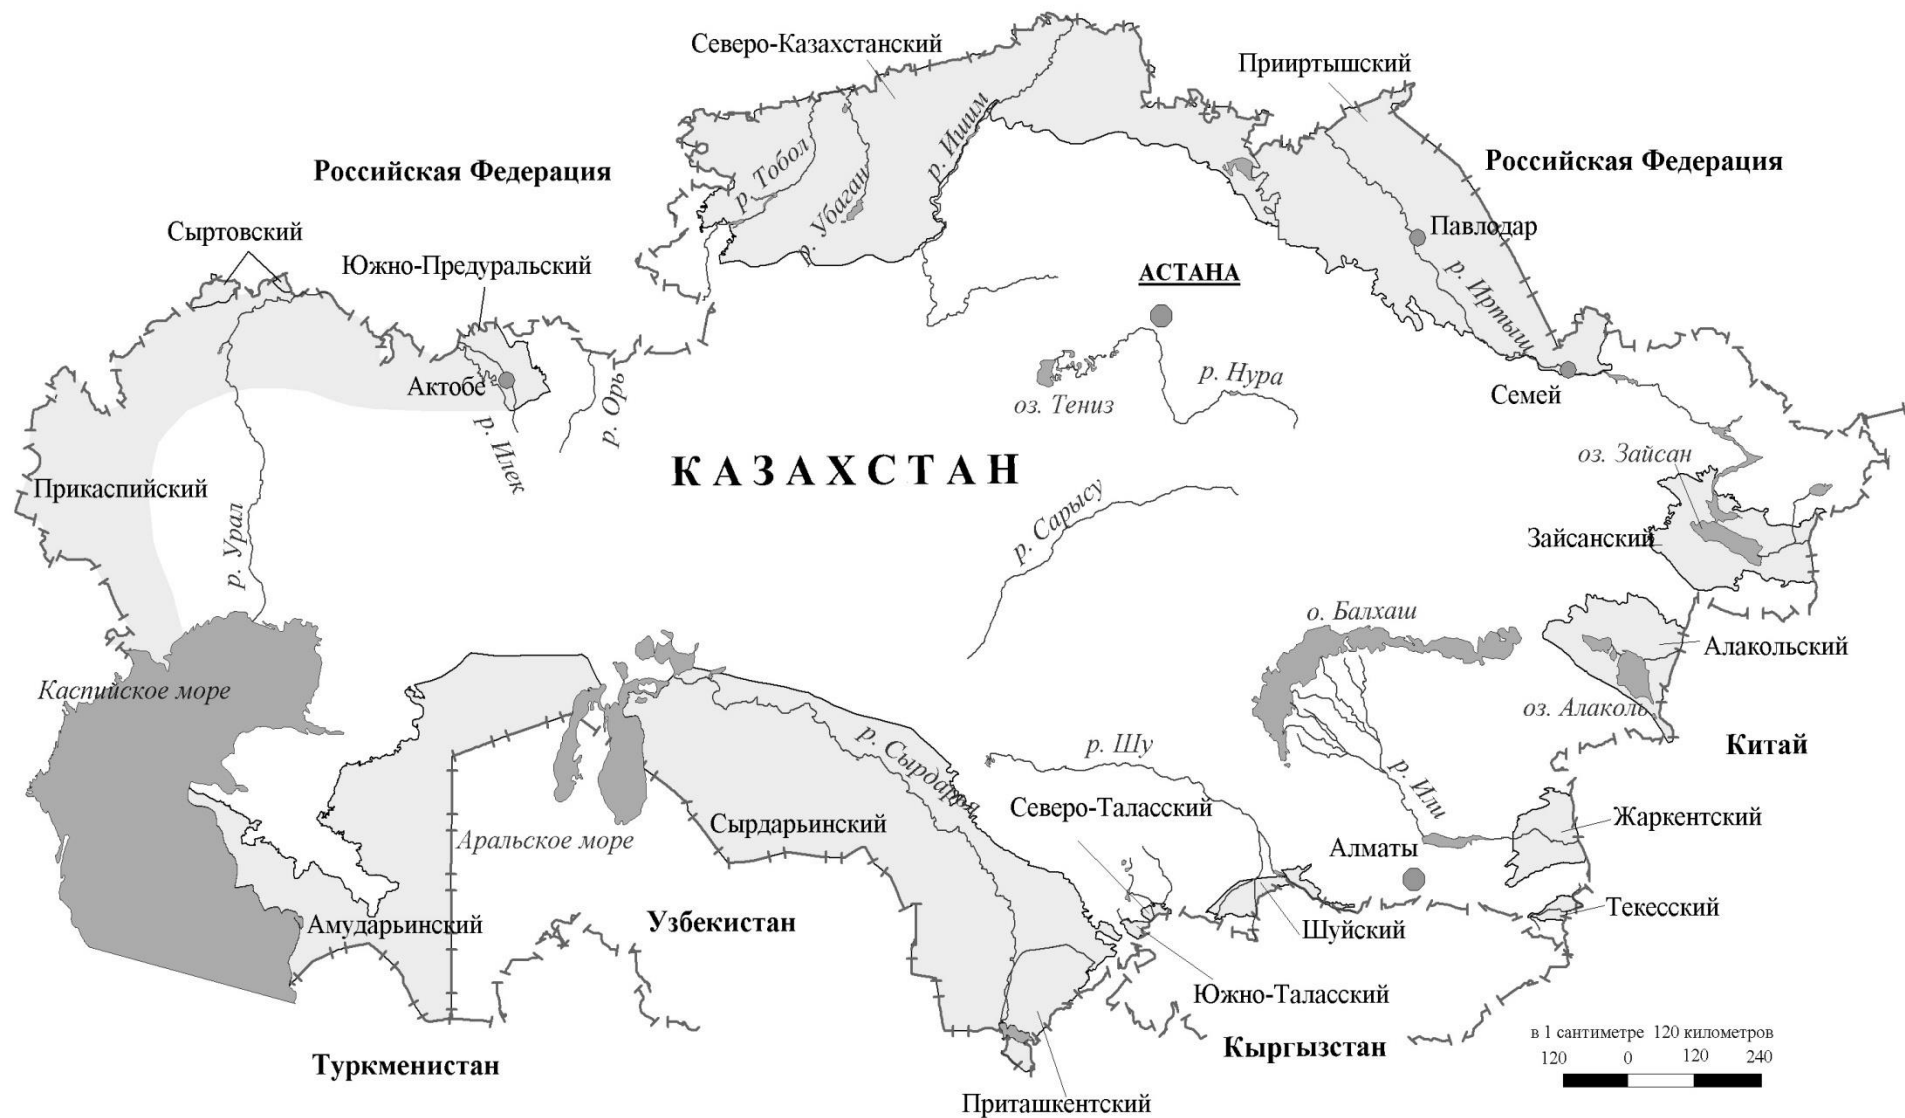 Северо-Казахстанский
Прииртышский
Российская Федерация
Российская Федерация
р. Тобол
р. Убаган
р. Ишим
Павлодар
Сыртовский
Южно-Предуральский
АСТАНА
р. Иртыш
Актобе
р. Орь
р. Илек
р. Нура
оз. Тениз
Семей
КАЗАХСТАН
оз. Зайсан
Прикаспийский
р. Урал
р. Сарысу
Зайсанский
о. Балхаш
Алакольский
Каспийское море
оз. Алаколь
Китай
р. Сырдарья
р. Шу
р. Или
Северо-Таласский
Сырдарьинский
Аральское море
Жаркентский
Алматы
Амударьинский
Узбекистан
Шуйский
Текесский
Южно-Таласский
Туркменистан
Кыргызстан
Приташкентский
в 1 сантиметре 120 километров
120 0 120 240